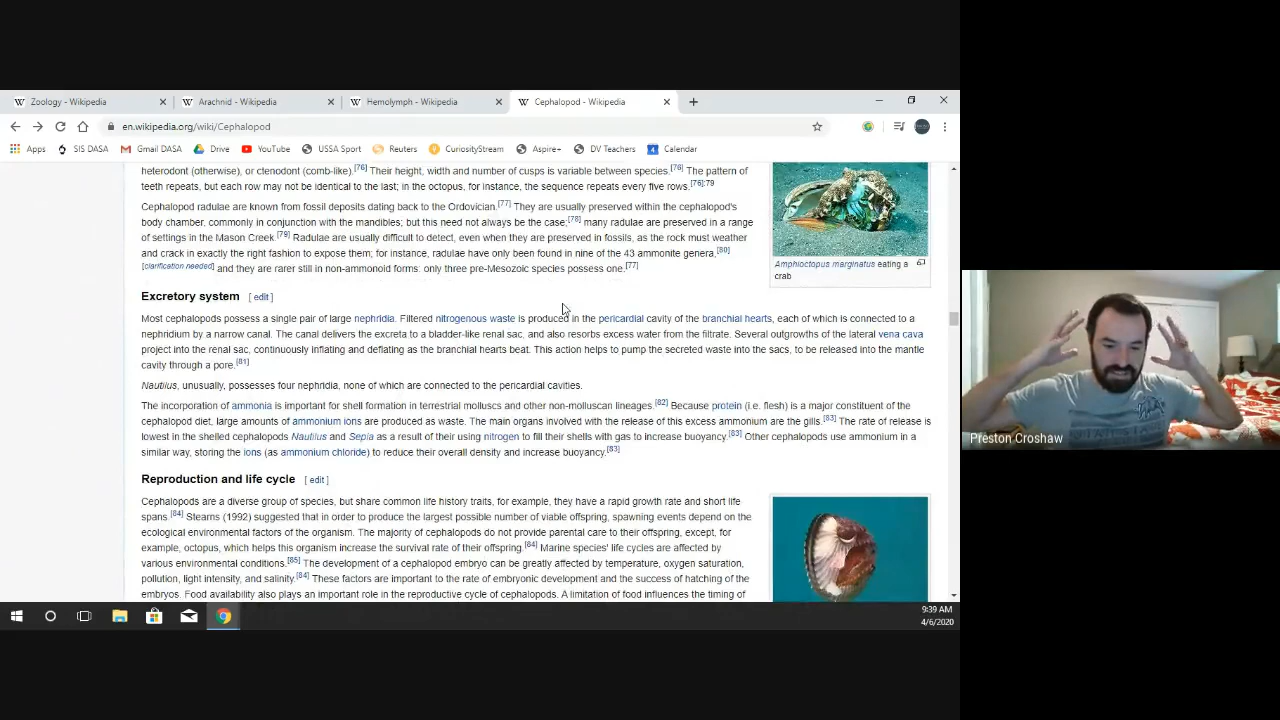 Zoology - Wikipedia
Arachnid - Wikipedia
Hemolymph - Wikipedia
Cephalopod - Wikipedia
en.wikipedia.org/wiki/Cephalopod
Apps
SIS DASA
Gmail DASA
Drive
YouTube
USSA Sport
Reuters
CuriosityStream
Aspire+
DV Teachers
Calendar
heterodont (otherwise), or ctenodont (comb-like).[76] Their height, width and number of cusps is variable between species.[76] The pattern of
teeth repeats, but each row may not be identical to the last; in the octopus, for instance, the sequence repeats every five rows.[76]:79
Cephalopod radulae are known from fossil deposits dating back to the Ordovician.[77] They are usually preserved within the cephalopod's
body chamber, commonly in conjunction with the mandibles; but this need not always be the case;[78] many radulae are preserved in a range
of settings in the Mason Creek.[79] Radulae are usually difficult to detect, even when they are preserved in fossils, as the rock must weather
and crack in exactly the right fashion to expose them; for instance, radulae have only been found in nine of the 43 ammonite genera,[80]
[clarification needed] and they are rarer still in non-ammonoid forms: only three pre-Mesozoic species possess one.[77]
Amphioctopus marginatus eating a
crab
Excretory system [ edit ]
Most cephalopods possess a single pair of large nephridia. Filtered nitrogenous waste is produced in the pericardial cavity of the branchial hearts, each of which is connected to a
nephridium by a narrow canal. The canal delivers the excreta to a bladder-like renal sac, and also resorbs excess water from the filtrate. Several outgrowths of the lateral vena cava
project into the renal sac, continuously inflating and deflating as the branchial hearts beat. This action helps to pump the secreted waste into the sacs, to be released into the mantle
cavity through a pore.[81]
Nautilus, unusually, possesses four nephridia, none of which are connected to the pericardial cavities.
The incorporation of ammonia is important for shell formation in terrestrial molluscs and other non-molluscan lineages.[82] Because protein (i.e. flesh) is a major constituent of the
cephalopod diet, large amounts of ammonium ions are produced as waste. The main organs involved with the release of this excess ammonium are the gills.[83] The rate of release is
lowest in the shelled cephalopods Nautilus and Sepia as a result of their using nitrogen to fill their shells with gas to increase buoyancy.[83] Other cephalopods use ammonium in a
similar way, storing the ions (as ammonium chloride) to reduce their overall density and increase buoyancy.[83]
Reproduction and life cycle [ edit ]
Cephalopods are a diverse group of species, but share common life history traits, for example, they have a rapid growth rate and short life
spans.[84] Stearns (1992) suggested that in order to produce the largest possible number of viable offspring, spawning events depend on the
ecological environmental factors of the organism. The majority of cephalopods do not provide parental care to their offspring, except, for
example, octopus, which helps this organism increase the survival rate of their offspring.[84] Marine species' life cycles are affected by
various environmental conditions.[85] The development of a cephalopod embryo can be greatly affected by temperature, oxygen saturation,
pollution, light intensity, and salinity.[84] These factors are important to the rate of embryonic development and the success of hatching of the
embryos. Food availability also plays an important role in the reproductive cycle of cephalopods. A limitation of food influences the timing of
9:39 AM
4/6/2020
Preston Croshaw